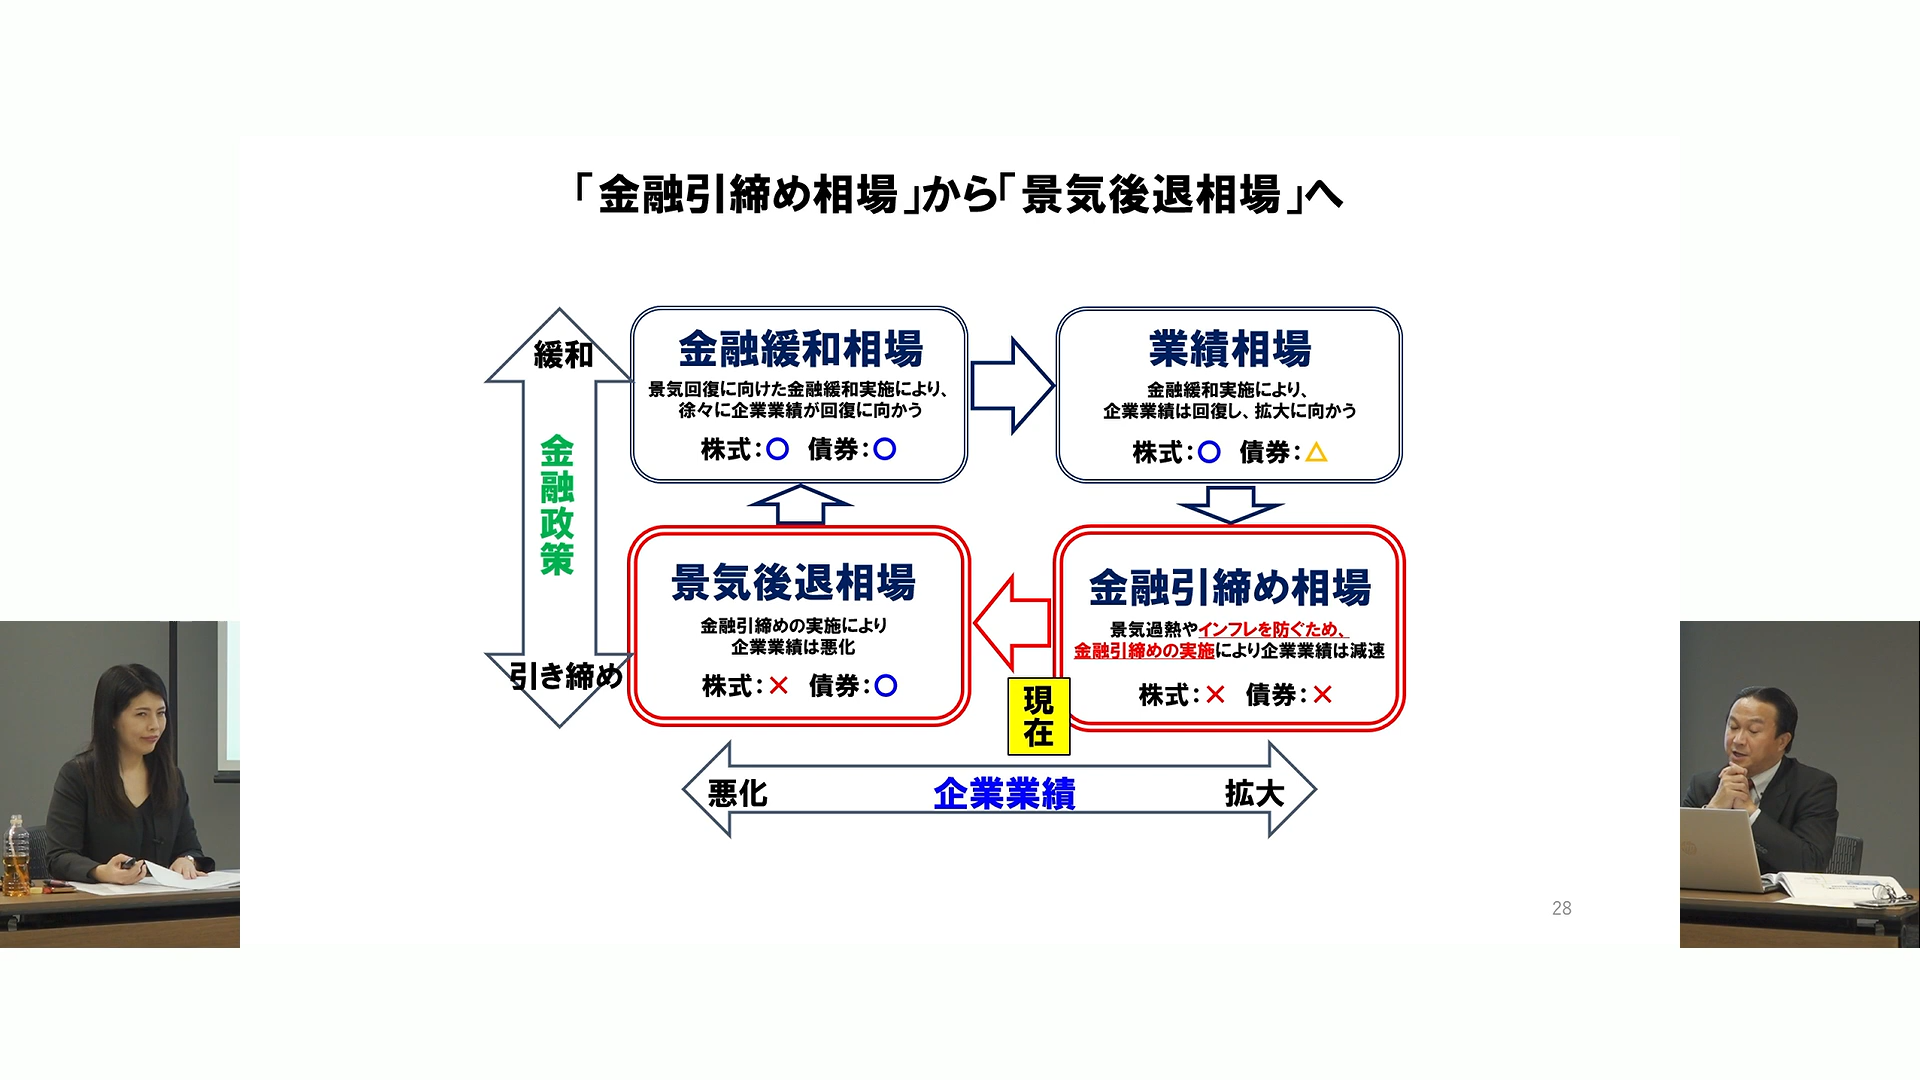 「金融引締め相場」から「景気後退相場」へ
緩和
金融政策
引き締め
金融緩和相場
景気回復に向けた金融緩和実施により、
徐々に企業業績が回復に向かう
株式：○ 債券：○
業績相場
金融緩和実施により、
企業業績は回復し、拡大に向かう
株式：○ 債券：△
景気後退相場
金融引締めの実施により
企業業績は悪化
株式：× 債券：○
金融引締め相場
景気過熱やインフレを防ぐため、
金融引締めの実施により企業業績は減速
株式：× 債券：×
現在
悪化 企業業績 拡大
28